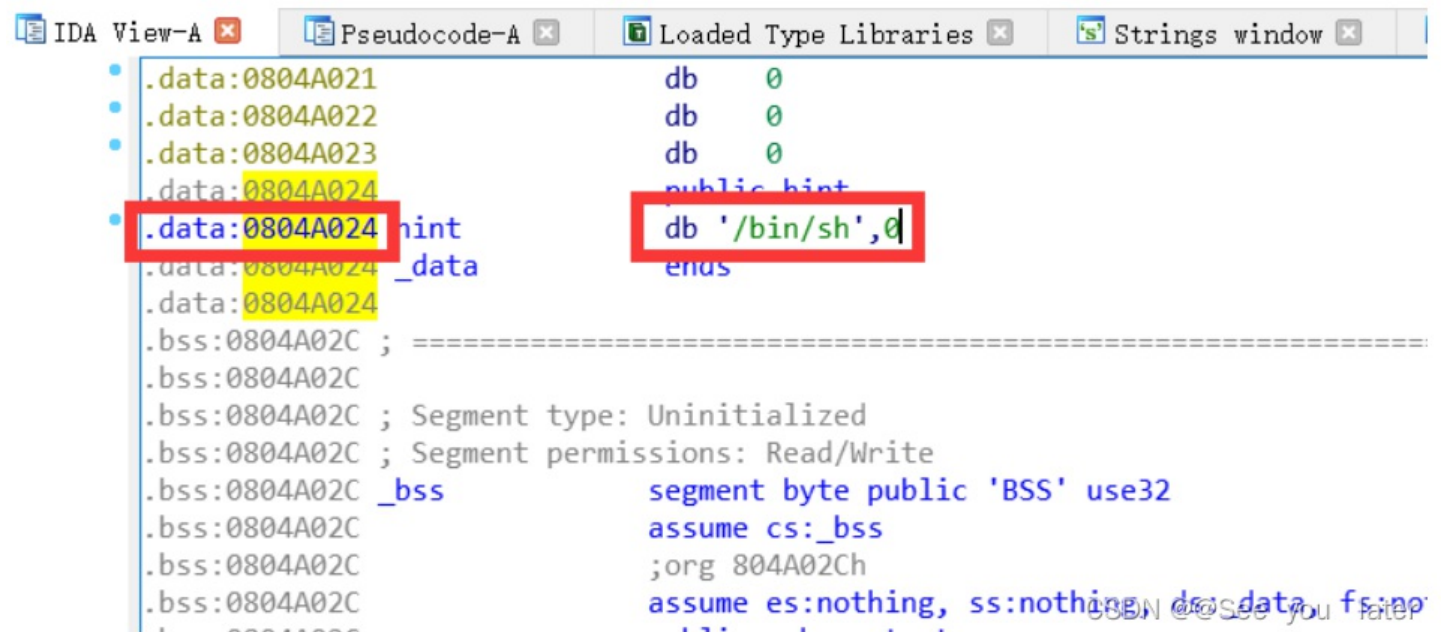 IDA View-A Pseudocode-A Loaded Type Libraries 's' Strings window
.data:0804A021 db 0
.data:0804A022 db 0
.data:0804A023 db 0
.data:0804A024 public hint
.data:0804A024 hint db '/bin/sh',0
.data:0804A024 _data ends
.data:0804A024
.bss:0804A02C ; ===========================================================
.bss:0804A02C
.bss:0804A02C ; Segment type: Uninitialized
.bss:0804A02C ; Segment permissions: Read/Write
.bss:0804A02C _bss segment byte public 'BSS' use32
.bss:0804A02C assume cs:_bss
.bss:0804A02C ;org 804A02Ch
.bss:0804A02C assume es:nothing, ss:nothing, ds:_data, fs:no
CSDN @@See you later